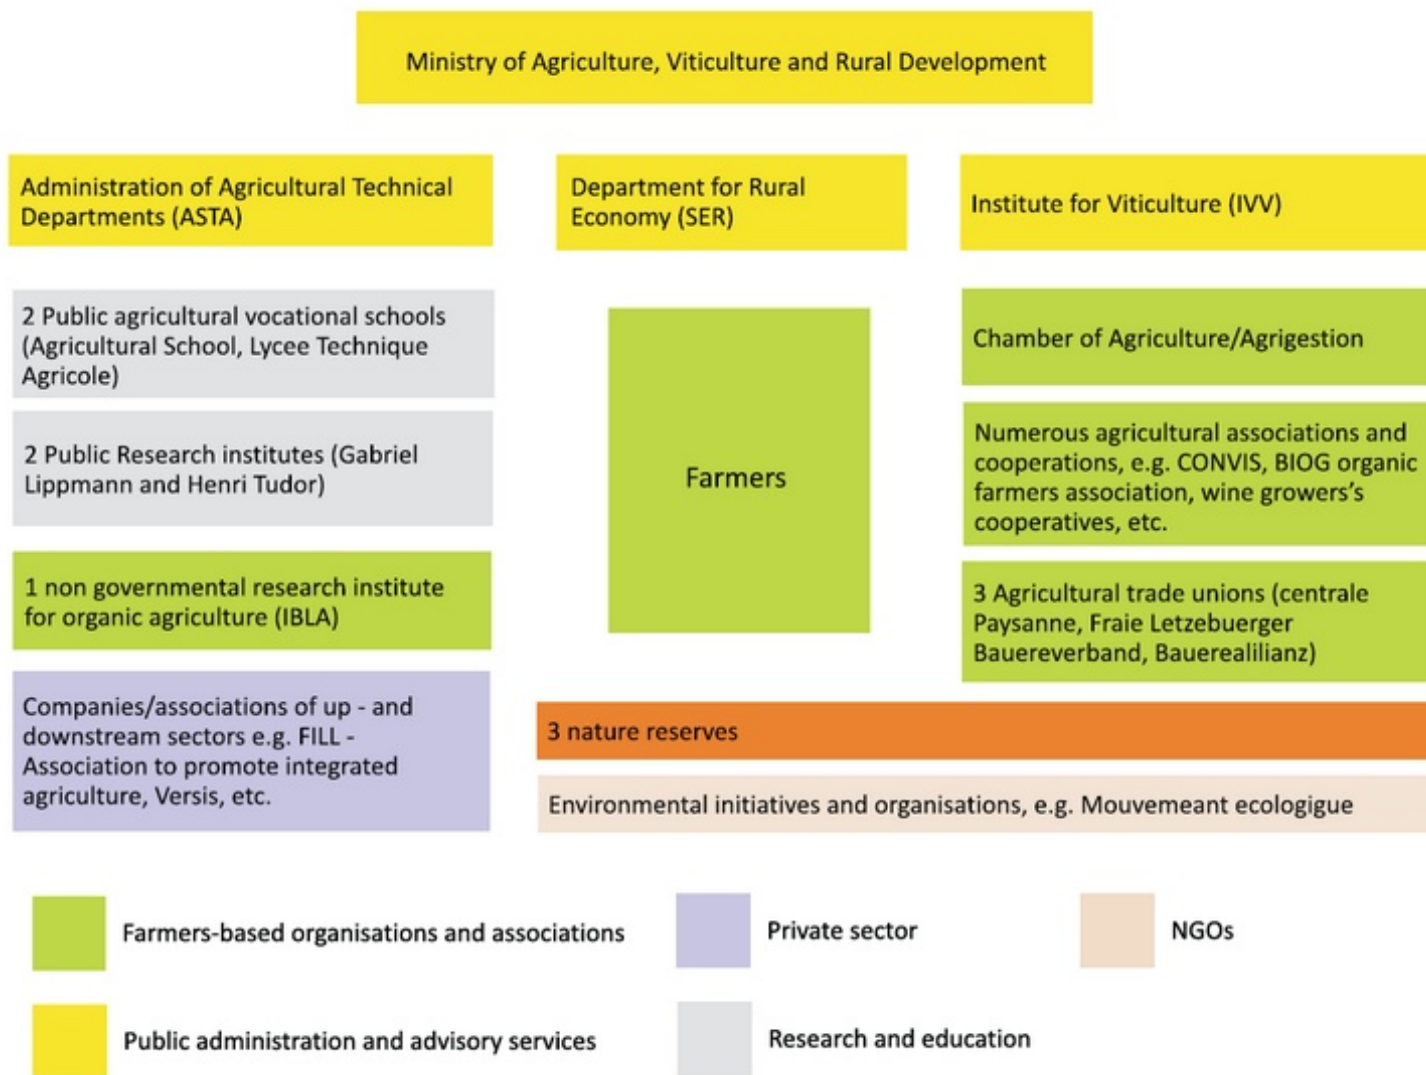 Ministry of Agriculture, Viticulture and Rural Development
Administration of Agricultural Technical
Departments (ASTA)
Department for Rural
Economy (SER)
Institute for Viticulture (IVV)
2 Public agricultural vocational schools
(Agricultural School, Lycee Technique
Agricole)
2 Public Research institutes (Gabriel
Lippmann and Henri Tudor)
1 non governmental research institute
for organic agriculture (IBLA)
Companies/associations of up - and
downstream sectors e.g. FILL -
Association to promote integrated
agriculture, Versis, etc.
Farmers
Chamber of Agriculture/Agrigestion
Numerous agricultural associations and
cooperations, e.g. CONVIS, BIOG organic
farmers association, wine growers's
cooperatives, etc.
3 Agricultural trade unions (centrale
Paysanne, Fraie Letzebuerger
Bauereverband, Bauerealilianz)
3 nature reserves
Environmental initiatives and organisations, e.g. Mouvemeant ecologigue
Farmers-based organisations and associations
Private sector
NGOs
Public administration and advisory services
Research and education